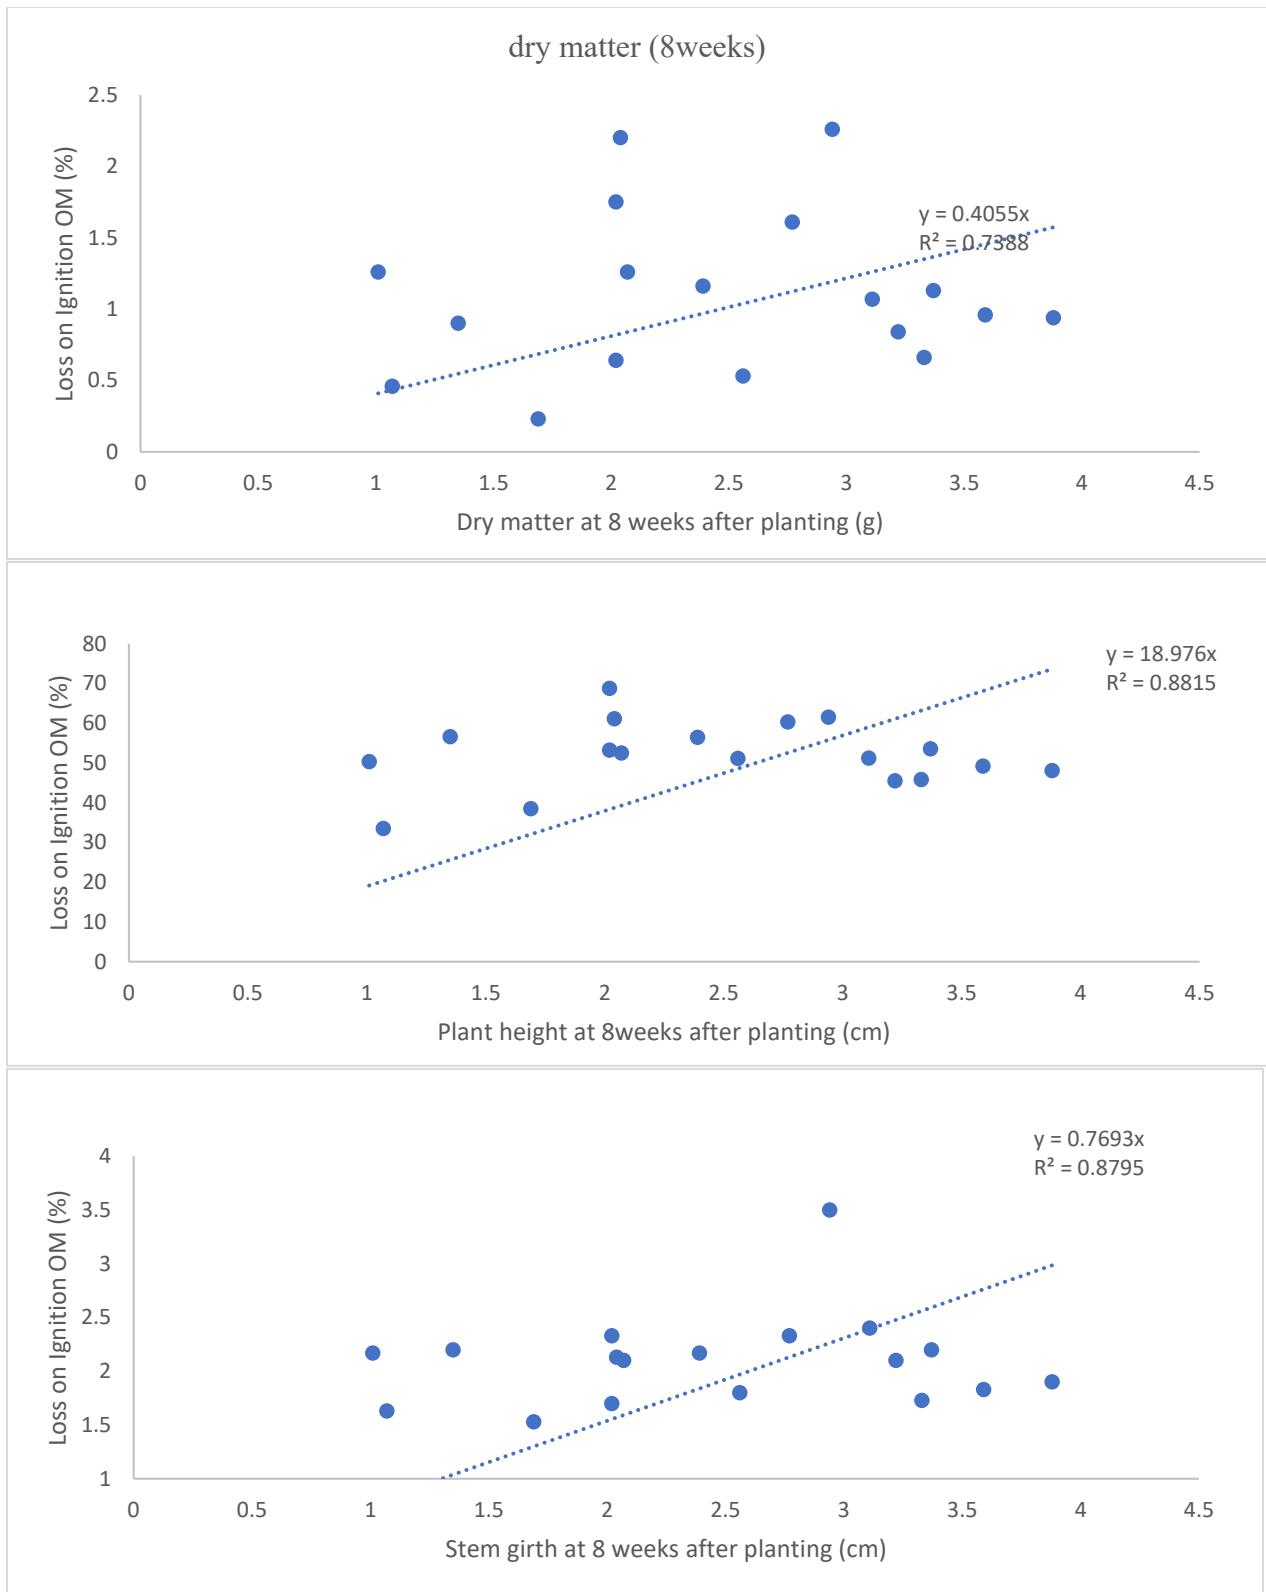 dry matter (8weeks)
2.5
2
1.5
1
0.5
0
Loss on Ignition OM (%)
y = 0.4055x
R² = 0.7388
0 0.5 1 1.5 2 2.5 3 3.5 4 4.5
Dry matter at 8 weeks after planting (g)
80
70
60
50
40
30
20
10
0
Loss on Ignition OM (%)
y = 18.976x
R² = 0.8815
0 0.5 1 1.5 2 2.5 3 3.5 4 4.5
Plant height at 8weeks after planting (cm)
4
3.5
3
2.5
2
1.5
1
Loss on Ignition OM (%)
y = 0.7693x
R² = 0.8795
0 0.5 1 1.5 2 2.5 3 3.5 4 4.5
Stem girth at 8 weeks after planting (cm)